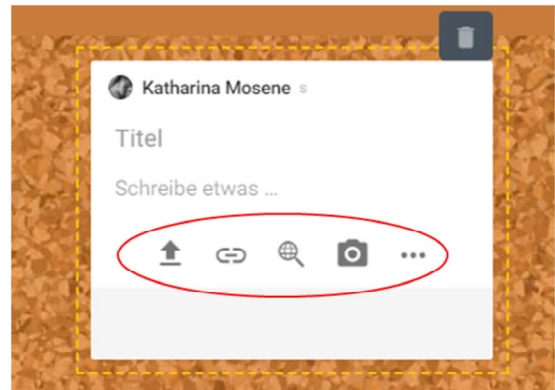 Katharina Mosene s
Titel
Schreibe etwas ...